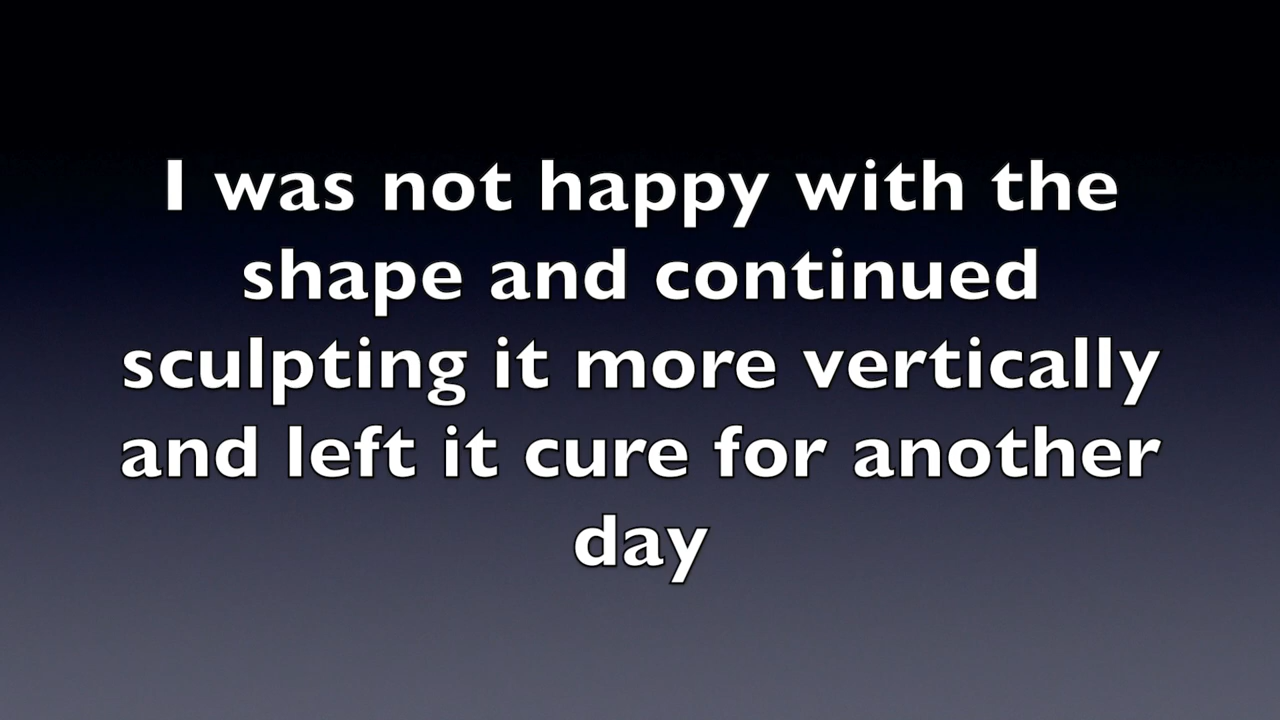 I was not happy with the
shape and continued
sculpting it more vertically
and left it cure for another
day